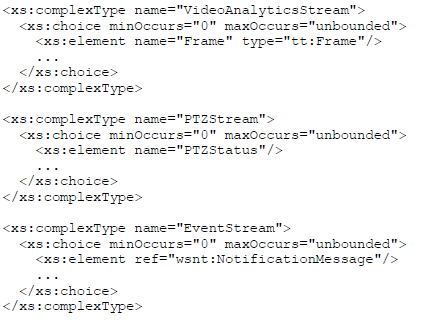 <xs:complexType name="VideoAnalyticsStream">
  <xs:choice minOccurs="0" maxOccurs="unbounded">
    <xs:element name="Frame" type="tt:Frame"/>
    ...
  </xs:choice>
</xs:complexType>

<xs:complexType name="PTZStream">
  <xs:choice minOccurs="0" maxOccurs="unbounded">
    <xs:element name="PTZStatus"/>
    ...
  </xs:choice>
</xs:complexType>

<xs:complexType name="EventStream">
  <xs:choice minOccurs="0" maxOccurs="unbounded">
    <xs:element ref="wsnt:NotificationMessage"/>
    ...
  </xs:choice>
</xs:complexType>